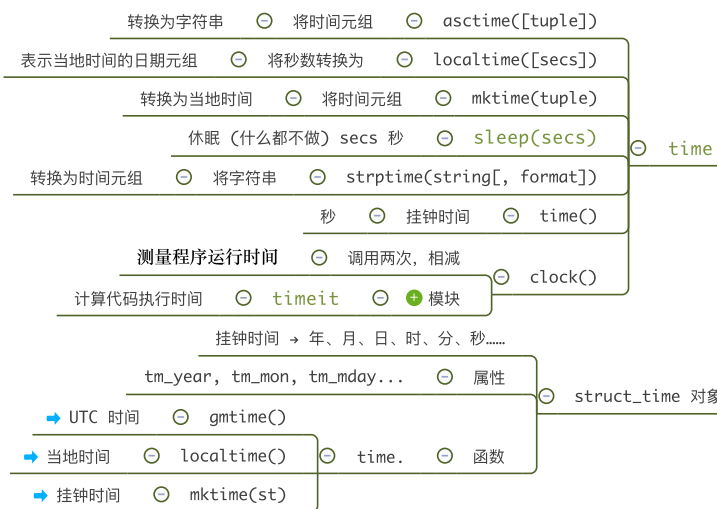 转换为字符串 将时间元组 asctime([tuple])
表示当地时间的日期元组 将秒数转换为 localtime([secs])
转换为当地时间 将时间元组 mktime(tuple)
休眠 (什么都不做) secs 秒 sleep(secs)
time
转换为时间元组 将字符串 strptime(string[, format])
秒 挂钟时间 time()
测量程序运行时间 调用两次，相减
clock()
计算代码执行时间 timeit 模块
挂钟时间 → 年、月、日、时、分、秒……
tm_year, tm_mon, tm_mday... 属性
struct_time 对象
UTC 时间 gmtime()
当地时间 localtime() time. 函数
挂钟时间 mktime(st)